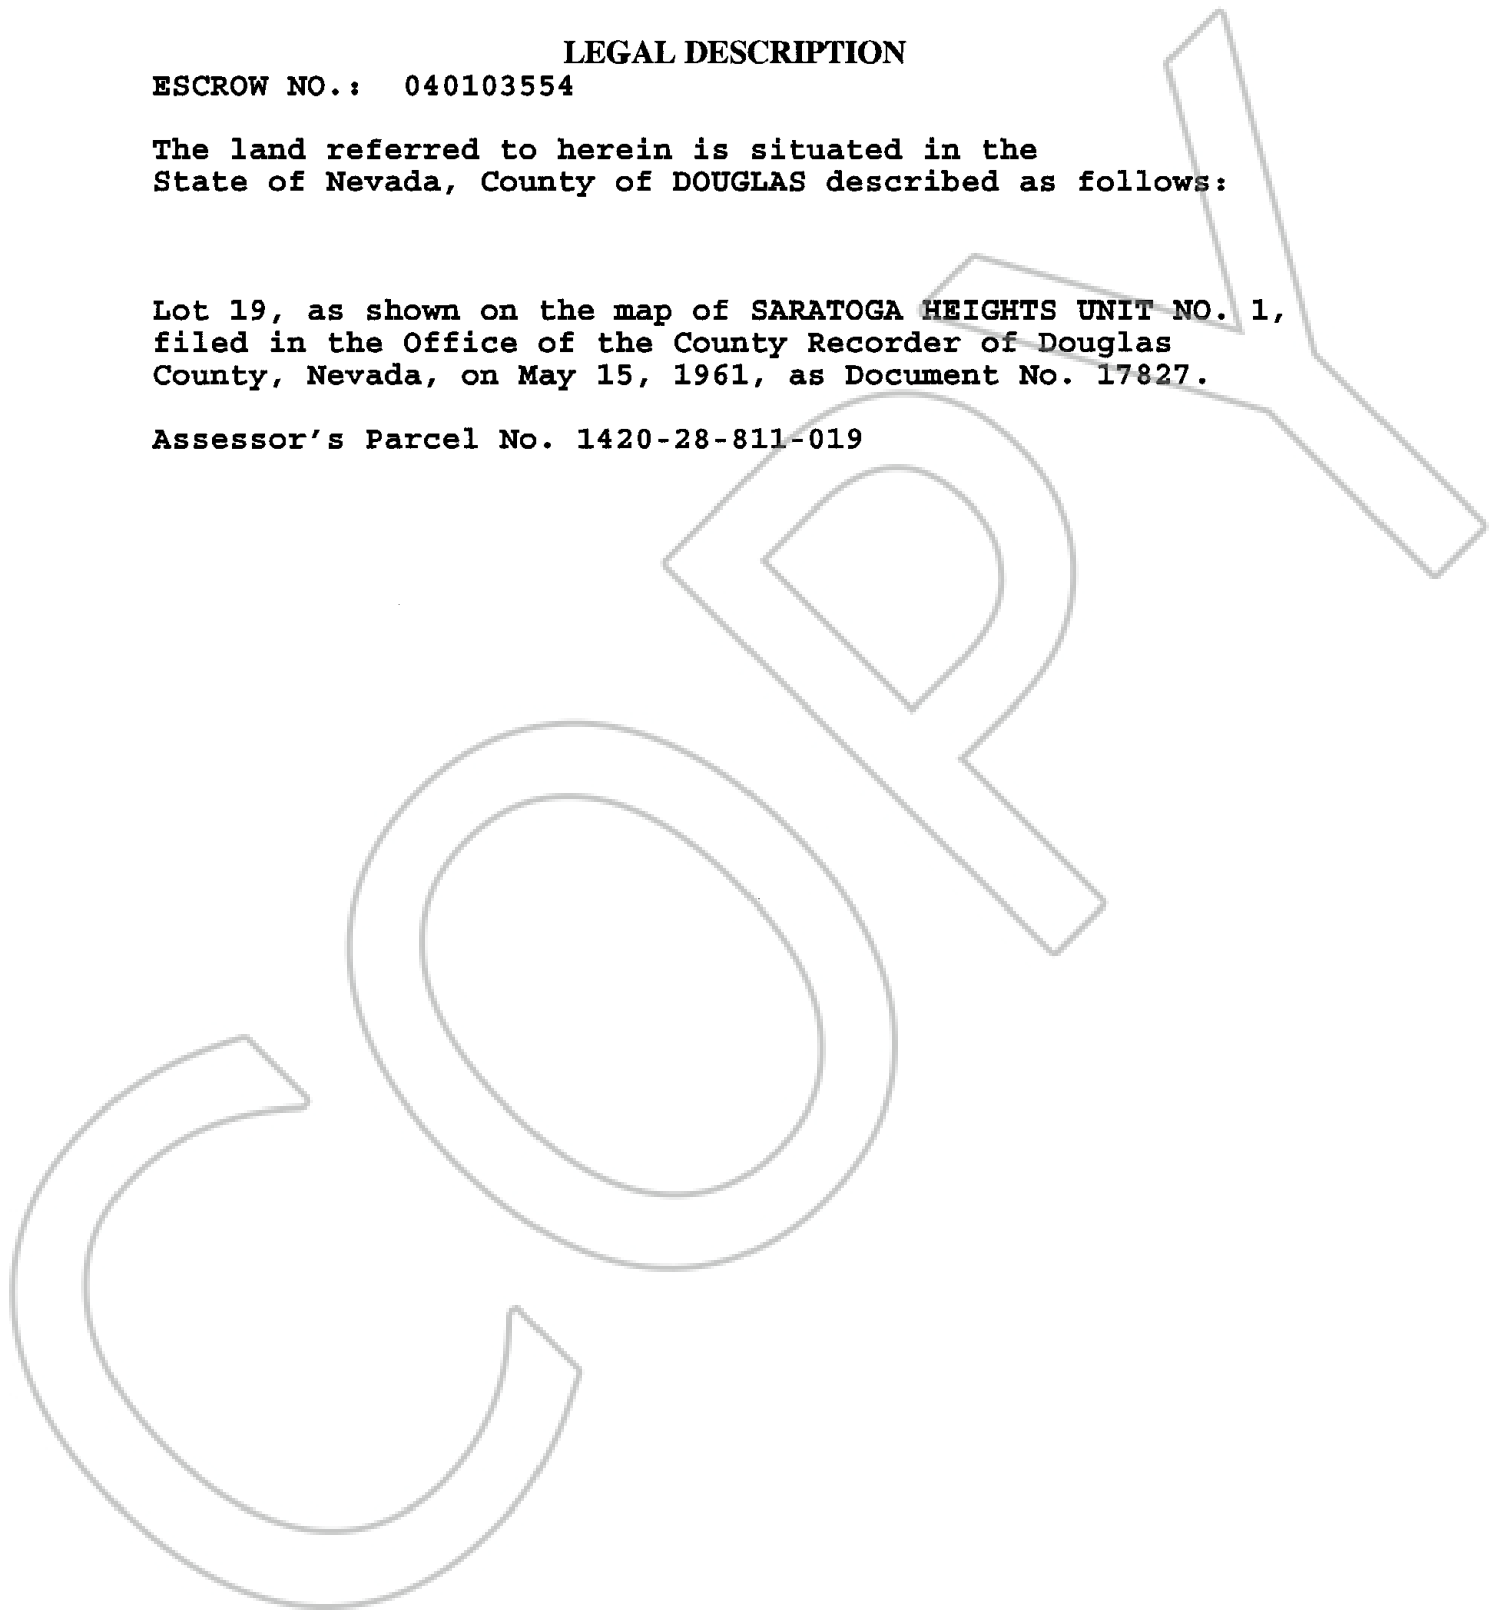 LEGAL DESCRIPTION
ESCROW NO.: 040103554
The land referred to herein is situated in the
State of Nevada, County of DOUGLAS described as follows:
Lot 19, as shown on the map of SARATOGA HEIGHTS UNIT NO. 1,
filed in the Office of the County Recorder of Douglas
County, Nevada, on May 15, 1961, as Document No. 17827.
Assessor's Parcel No. 1420-28-811-019
COPY